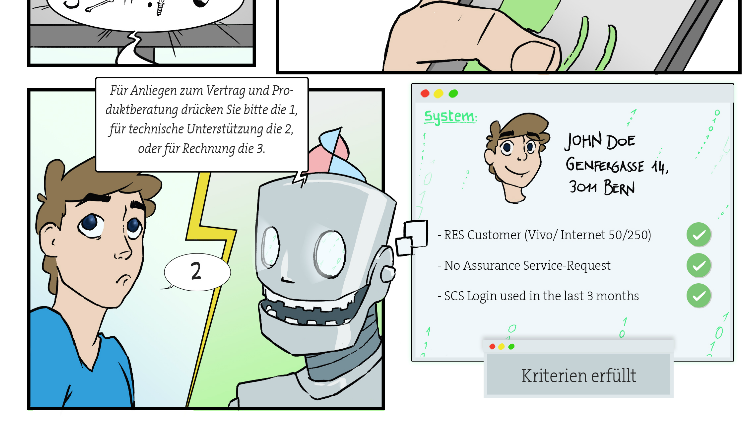 Für Anliegen zum Vertrag und Pro-
duktberatung drücken Sie bitte die 1,
für technische Unterstützung die 2,
oder für Rechnung die 3.
2
System:
JOHN DOE
GENFERGASSE 14,
3011 BERN
- RES Customer (Vivo/ Internet 50/250)
- No Assurance Service-Request
- SCS Login used in the last 3 months
Kriterien erfüllt